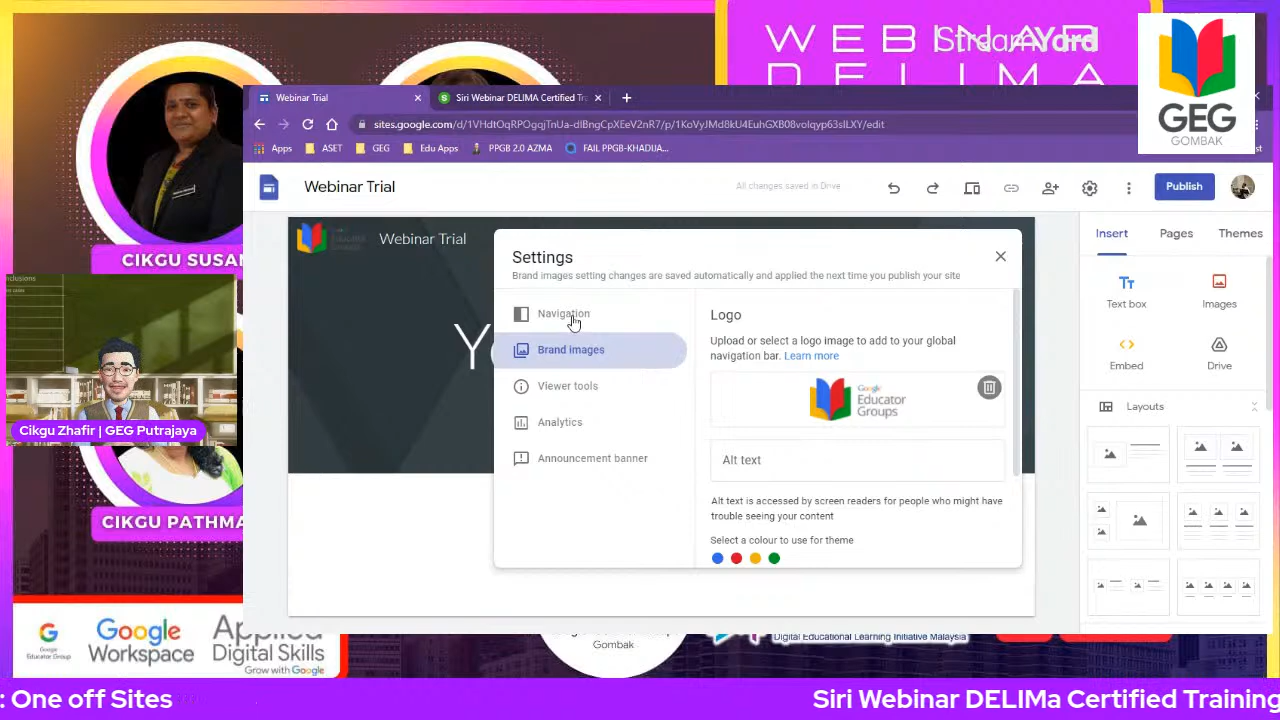 WEBINAR
StreamYard
DELIMA
GEG
GOMBAK
Webinar Trial
Siri Webinar DELIMA Certified Tr
sites.google.com/d/1VHdtOqRPOgqjTnUa-dlBngCpXEeV2nR7/p/1KoVyJMd8kU4EuhGXB08volqyp63slLXY/edit
Apps
ASET
GEG
Edu Apps
PPGB 2.0 AZMA
FAIL PPGB-KHADIJA...
Webinar Trial
All changes saved in Drive
Publish
Webinar Trial
Insert
Pages
Themes
Text box
Images
Embed
Drive
Layouts
Settings
Brand images setting changes are saved automatically and applied the next time you publish your site
Navigation
Brand images
Viewer tools
Analytics
Announcement banner
Logo
Upload or select a logo image to add to your global
navigation bar. Learn more
Google
Educator
Groups
Alt text
Alt text is accessed by screen readers for people who might have
trouble seeing your content
Select a colour to use for theme
CIKGU SUSAN
Cikgu Zhafir | GEG Putrajaya
CIKGU PATHMA
Google
Educator Group
Google
Workspace
Applied
Digital Skills
Grow with Google
Gombak
Digital Educational Learning Initiative Malaysia
: One off Sites
Siri Webinar DELIMa Certified Training